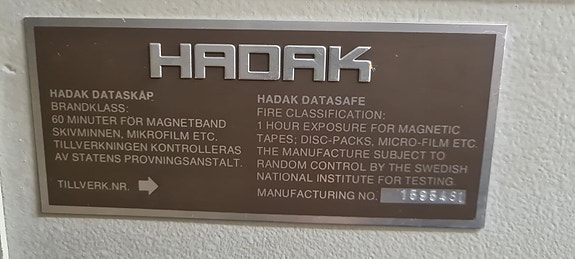 HADAK
HADAK DATASKÅP
BRANDKLASS:
60 MINUTER FÖR MAGNETBAND
SKIVMINNEN, MIKROFILM ETC.
TILLVERKNINGEN KONTROLLERAS
AV STATENS PROVNINGSANSTALT.
TILLVERK.NR.
HADAK DATASAFE
FIRE CLASSIFICATION:
1 HOUR EXPOSURE FOR MAGNETIC
TAPES; DISC-PACKS, MICRO-FILM ETC.
THE MANUFACTURE SUBJECT TO
RANDOM CONTROL BY THE SWEDISH
NATIONAL INSTITUTE FOR TESTING.
MANUFACTURING NO.